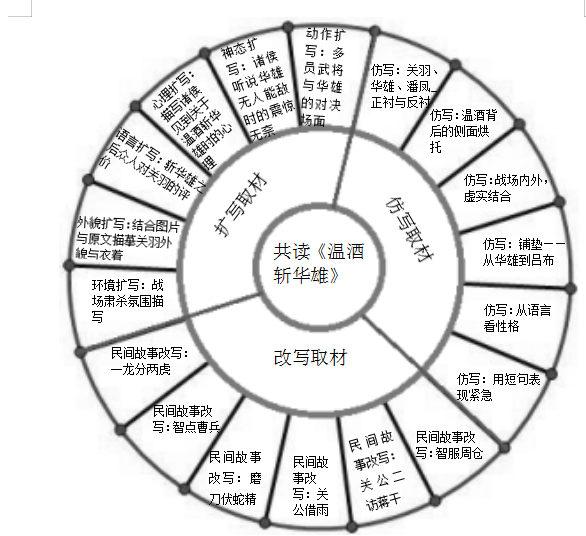 共读《温酒
斩华雄》
扩写取材
仿写取材
改写取材
动作扩
写：多
员武将
与华雄
的对决
场面
仿写：关羽、
华雄、潘凤_
正衬与反衬
仿写:温酒背
后的侧面烘
托
仿写:战场内外，
虚实结合
仿写：铺垫——
从华雄到吕布
仿写:从语言
看性格
仿写：用短句表
现紧急
民间故事改
写：智服周仓
民间故
事改写：
关公二
访蒋干
民间故
事改
写：关
公借雨
民间故事
改写：磨
刀伏蛇精
民间故事改
写：智点曹兵
民间故事改写：
一龙分两虎
环境扩写：战
场肃杀氛围描
写
外貌扩写：结合图片
与原文描摹关羽外
貌与衣着
语言扩写：斩华雄之
后众人对关羽的评
价
心理扩写：
描写诸侯
见到关于
温酒斩华
雄时的心
理
神态扩
写：诸侯
听说华雄
无人能敌
时的震惊
无奈